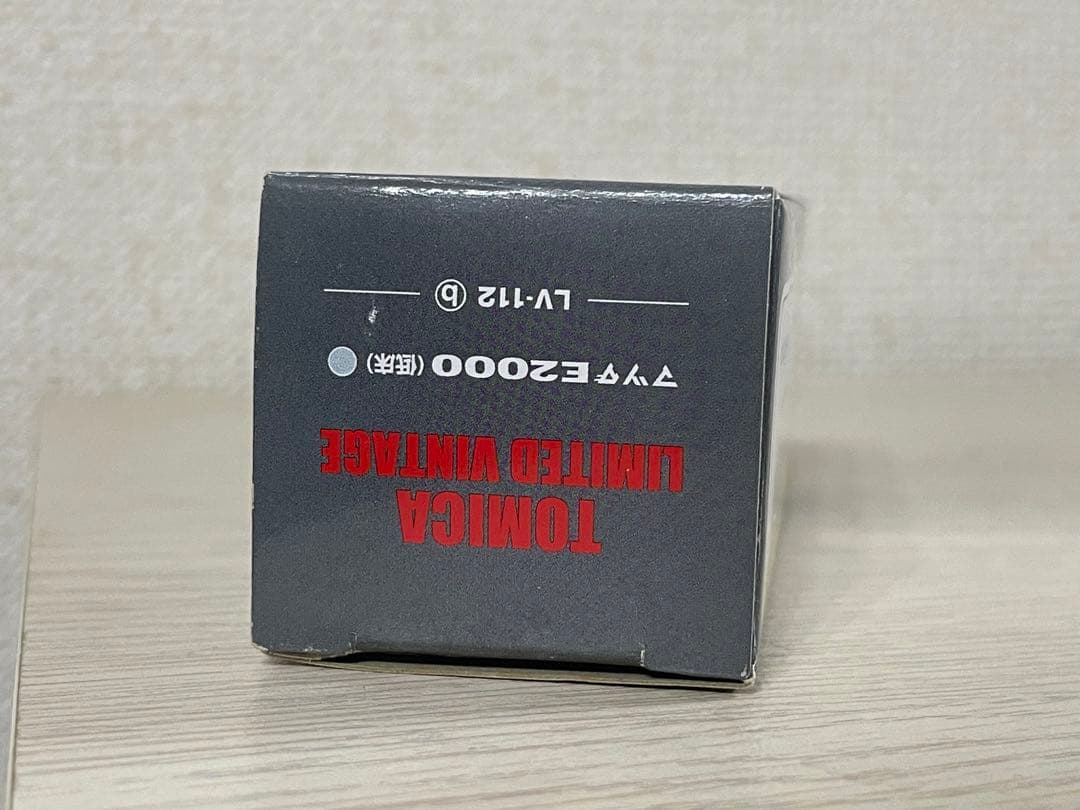 TOMICA
LIMITED VINTAGE
マツダE2000(低床)
LV-112 ⓑ